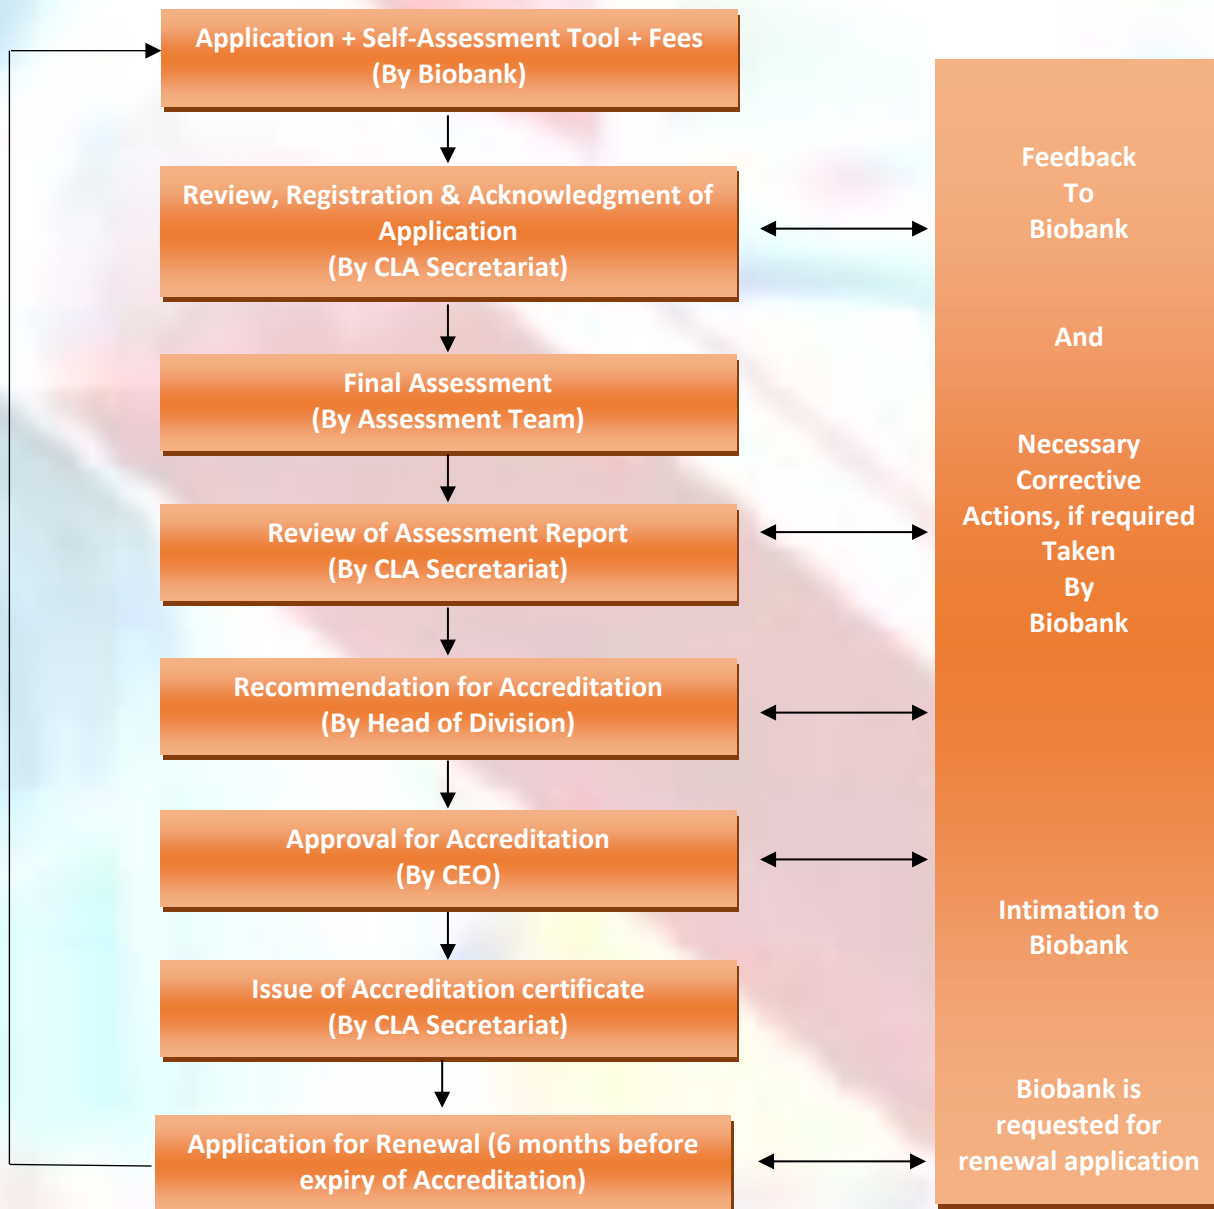 Application + Self-Assessment Tool + Fees
(By Biobank)
Review, Registration & Acknowledgment of
Application
(By CLA Secretariat)
Final Assessment
(By Assessment Team)
Review of Assessment Report
(By CLA Secretariat)
Recommendation for Accreditation
(By Head of Division)
Approval for Accreditation
(By CEO)
Issue of Accreditation certificate
(By CLA Secretariat)
Application for Renewal (6 months before
expiry of Accreditation)
Feedback
To
Biobank
And
Necessary
Corrective
Actions, if required
Taken
By
Biobank
Intimation to
Biobank
Biobank is
requested for
renewal application